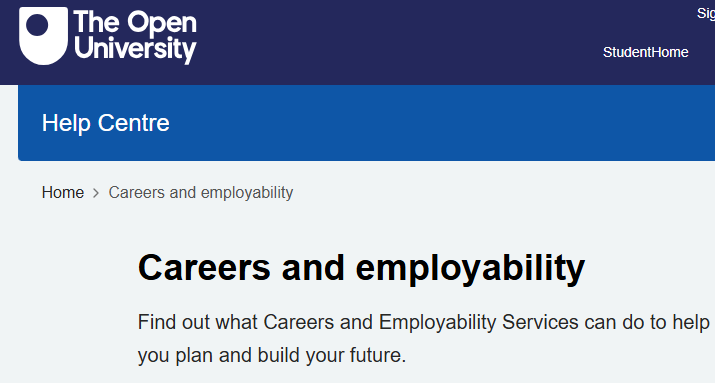 The Open
University
Sig
StudentHome
Help Centre
Home > Careers and employability
Careers and employability
Find out what Careers and Employability Services can do to help
you plan and build your future.